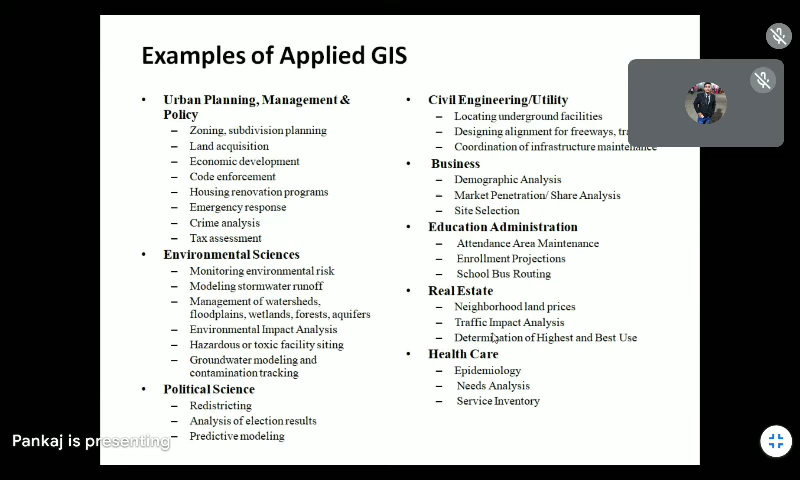 Examples of Applied GIS
• Urban Planning, Management &
Policy
– Zoning, subdivision planning
– Land acquisition
– Economic development
– Code enforcement
– Housing renovation programs
– Emergency response
– Crime analysis
– Tax assessment
• Environmental Sciences
– Monitoring environmental risk
– Modeling stormwater runoff
– Management of watersheds,
floodplains, wetlands, forests, aquifers
– Environmental Impact Analysis
– Hazardous or toxic facility siting
– Groundwater modeling and
contamination tracking
• Political Science
– Redistricting
– Analysis of election results
– Predictive modeling
• Civil Engineering/Utility
– Locating underground facilities
– Designing alignment for freeways,
– Coordination of infrastructure maintenance
• Business
– Demographic Analysis
– Market Penetration/ Share Analysis
– Site Selection
• Education Administration
– Attendance Area Maintenance
– Enrollment Projections
– School Bus Routing
• Real Estate
– Neighborhood land prices
– Traffic Impact Analysis
– Determination of Highest and Best Use
• Health Care
– Epidemiology
– Needs Analysis
– Service Inventory
Pankaj is presenting